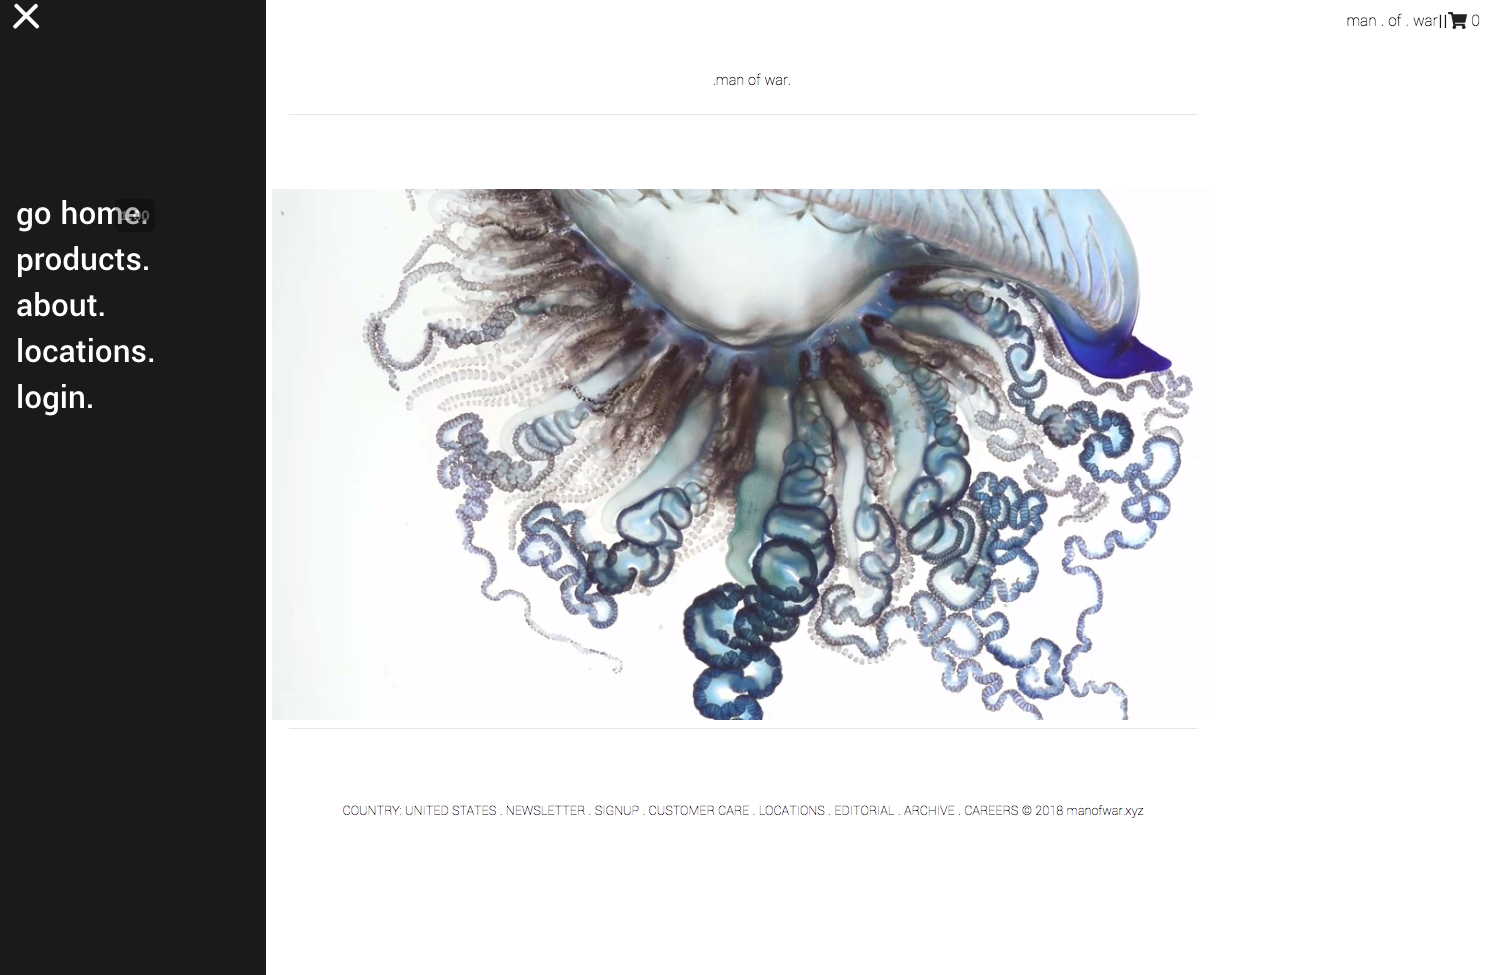 man . of . war|| 0
.man of war.
go home.
products.
about.
locations.
login.
COUNTRY: UNITED STATES . NEWSLETTER . SIGNUP . CUSTOMER CARE . LOCATIONS . EDITORIAL . ARCHIVE . CAREERS © 2018 manofwar.xyz